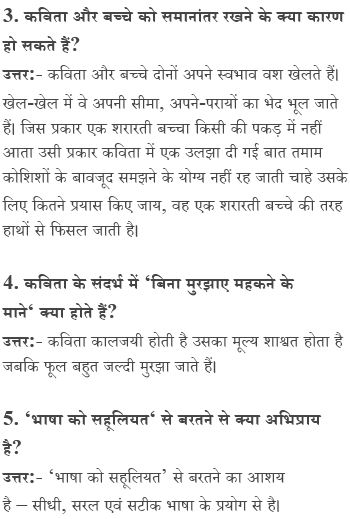 3. कविता और बच्चे को समानांतर रखने के क्या कारण
हो सकते हैं?
उत्तर:- कविता और बच्चे दोनों अपने स्वभाव वश खेलते हैं।
खेल-खेल में वे अपनी सीमा, अपने-परायों का भेद भूल जाते
हैं। जिस प्रकार एक शरारती बच्चा किसी की पकड़ में नहीं
आता उसी प्रकार कविता में एक उलझा दी गई बात तमाम
कोशिशों के बावजूद समझने के योग्य नहीं रह जाती चाहे उसके
लिए कितने प्रयास किए जाय, वह एक शरारती बच्चे की तरह
हाथों से फिसल जाती है।
4. कविता के संदर्भ में ‘बिना मुरझाए महकने के
माने‘ क्या होते हैं?
उत्तर:- कविता कालजयी होती है उसका मूल्य शाश्वत होता है
जबकि फूल बहुत जल्दी मुरझा जाते हैं।
5. ‘भाषा को सहूलियत‘ से बरतने से क्या अभिप्राय
है?
उत्तर:- ‘भाषा को सहूलियत’ से बरतने का आशय
है – सीधी, सरल एवं सटीक भाषा के प्रयोग से है।